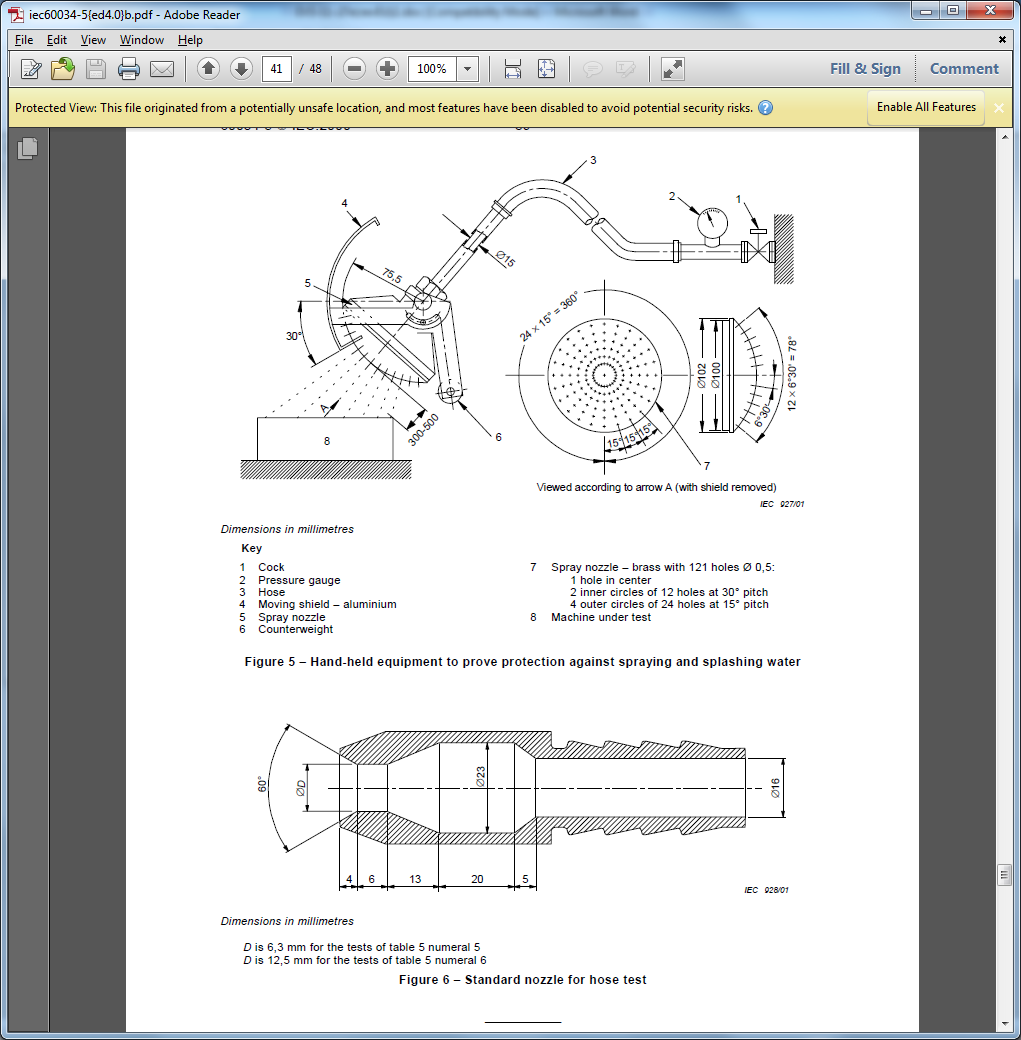 iec60034-5{ed4.0}b.pdf - Adobe Reader
File Edit View Window Help
41 / 48 100% Fill & Sign Comment
Protected View: This file originated from a potentially unsafe location, and most features have been disabled to avoid potential security risks. Enable All Features
3
4
2
1
Ø15
75,5
5
24 × 15° = 360°
30°
Ø102
Ø100
12 × 6°30' = 78°
6°30'
A
300-500
8
6
15° 15° 15°
7
Viewed according to arrow A (with shield removed)
IEC 927/01
Dimensions in millimetres
Key
1 Cock
2 Pressure gauge
3 Hose
4 Moving shield – aluminium
5 Spray nozzle
6 Counterweight
7 Spray nozzle – brass with 121 holes Ø 0,5:
1 hole in center
2 inner circles of 12 holes at 30° pitch
4 outer circles of 24 holes at 15° pitch
8 Machine under test
Figure 5 – Hand-held equipment to prove protection against spraying and splashing water
60°
ØD
Ø23
Ø16
4 6 13 20 5
IEC 928/01
Dimensions in millimetres
D is 6,3 mm for the tests of table 5 numeral 5
D is 12,5 mm for the tests of table 5 numeral 6
Figure 6 – Standard nozzle for hose test